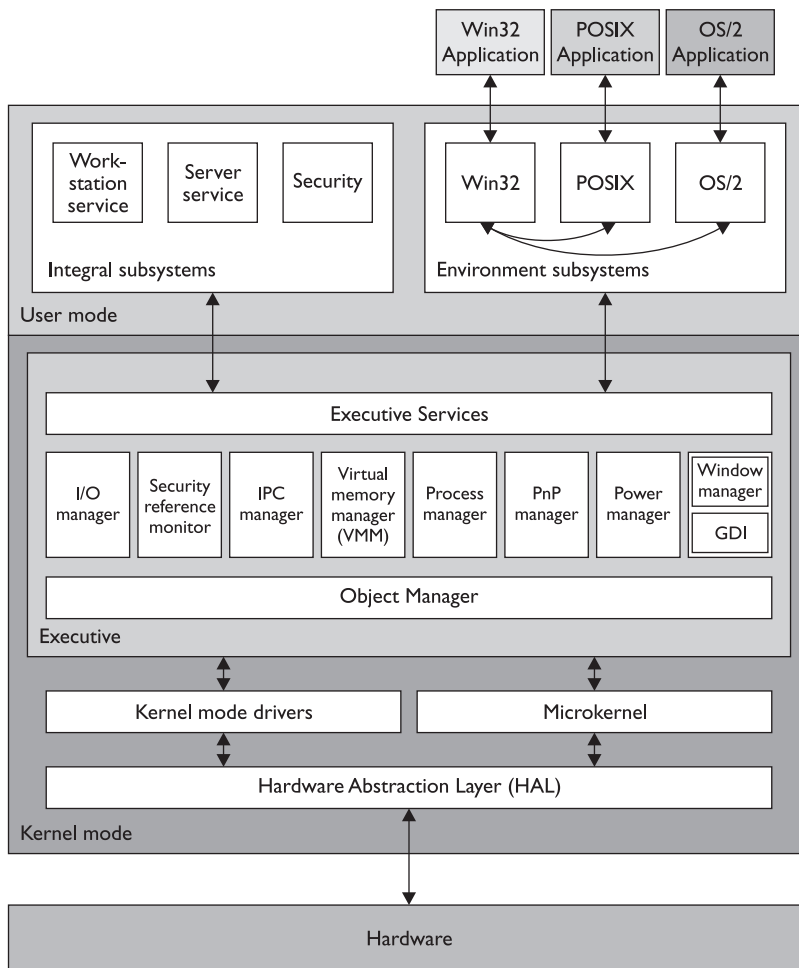 Win32
Application
POSIX
Application
OS/2
Application
Work-
station
service
Server
service
Security
Integral subsystems
Win32
POSIX
OS/2
Environment subsystems
User mode
Executive Services
I/O
manager
Security
reference
monitor
IPC
manager
Virtual
memory
manager
(VMM)
Process
manager
PnP
manager
Power
manager
Window
manager
GDI
Object Manager
Executive
Kernel mode drivers
Microkernel
Hardware Abstraction Layer (HAL)
Kernel mode
Hardware